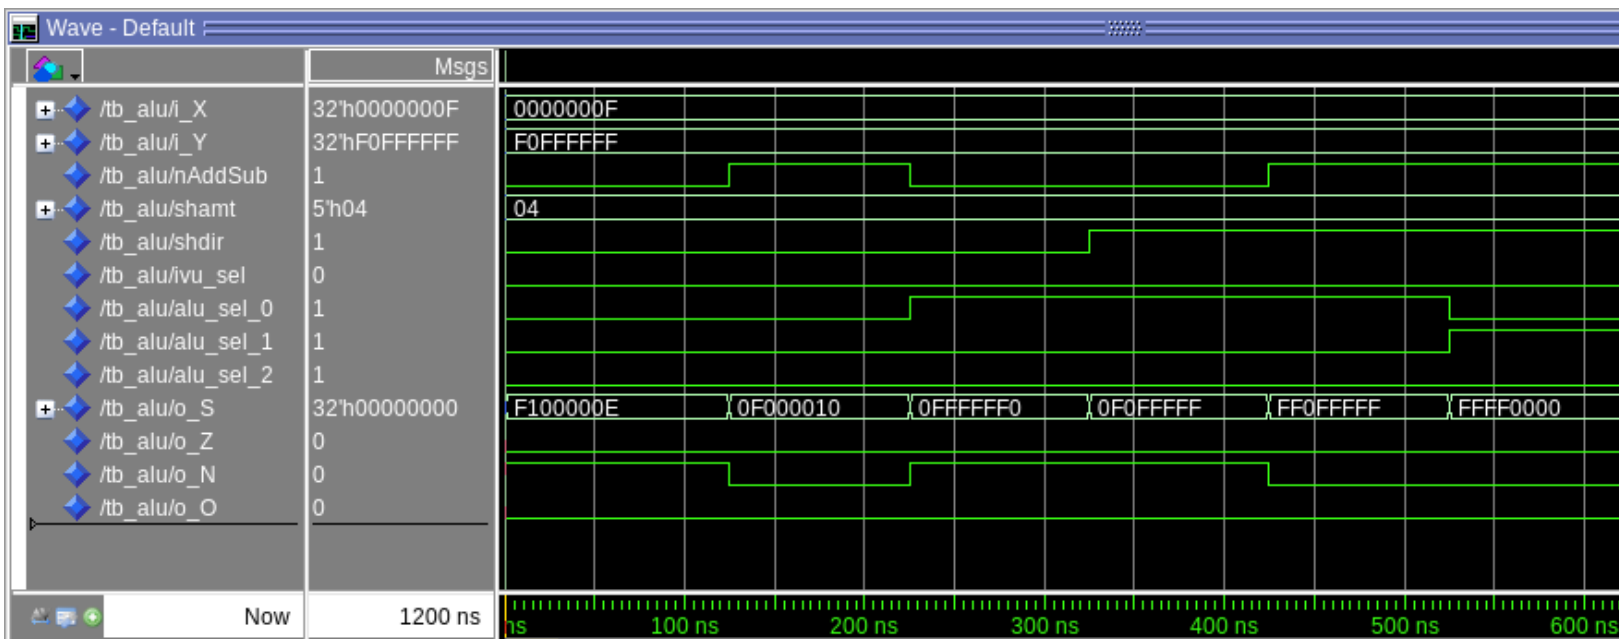 Wave - Default
Msgs
/tb_alu/i_X 32'h0000000F 0000000F
/tb_alu/i_Y 32'hF0FFFFFF F0FFFFFF
/tb_alu/nAddSub 1
/tb_alu/shamt 5'h04 04
/tb_alu/shdir 1
/tb_alu/ivu_sel 0
/tb_alu/alu_sel_0 1
/tb_alu/alu_sel_1 1
/tb_alu/alu_sel_2 1
/tb_alu/o_S 32'h00000000 F100000E 0F000010 0FFFFFF0 0F0FFFFF FF0FFFFF FFFF0000
/tb_alu/o_Z 0
/tb_alu/o_N 0
/tb_alu/o_O 0
Now 1200 ns ns 100 ns 200 ns 300 ns 400 ns 500 ns 600 ns